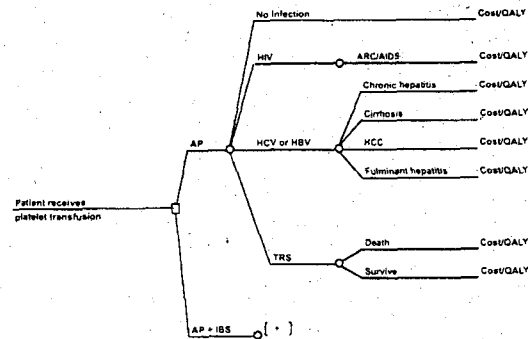 No Infection Cost/QALY
HIV ARC/AIDS Cost/QALY
Chronic hepatitis Cost/QALY
Cirrhosis Cost/QALY
AP HCV or HBV HCC Cost/QALY
Fulminant hepatitis Cost/QALY
Patient receives
platelet transfusion
Death Cost/QALY
TRS
Survive Cost/QALY
AP + IBS [ + ]